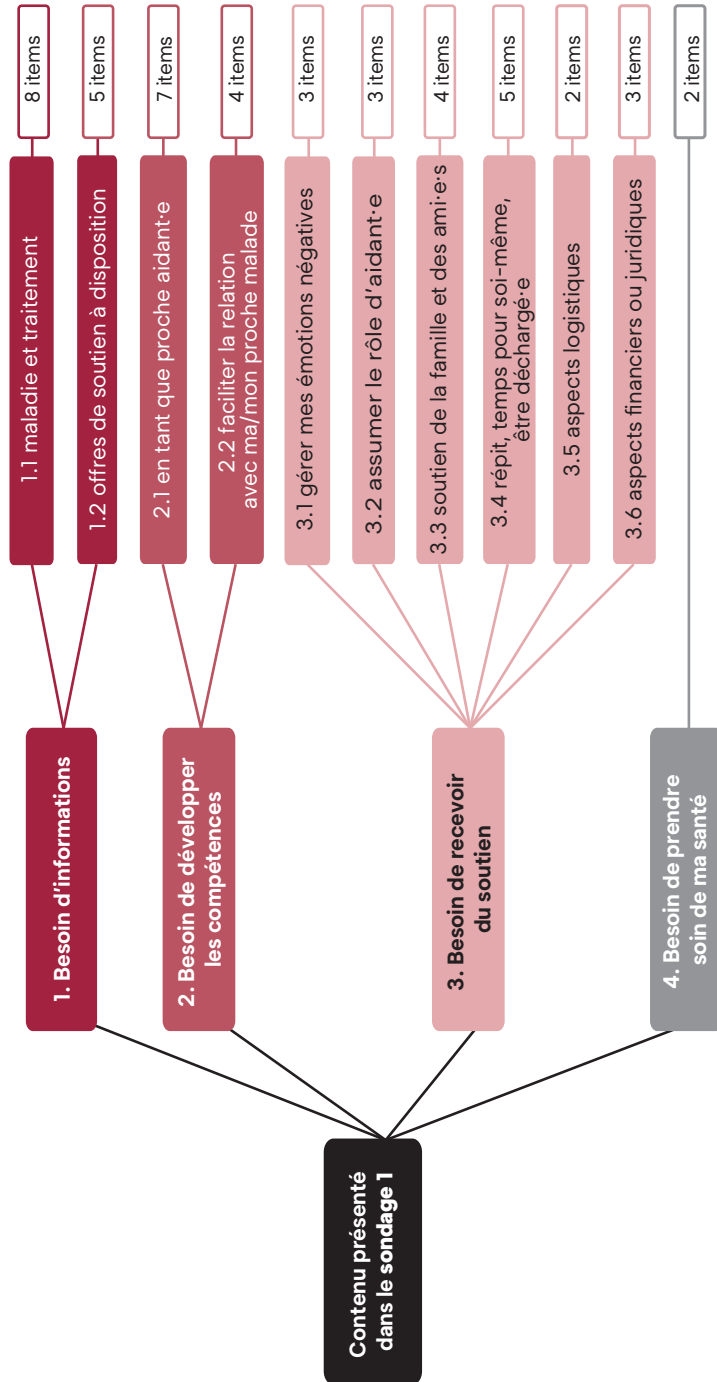 Contenu présenté
dans le sondage 1
1. Besoin d'informations
1.1 maladie et traitement
8 items
1.2 offres de soutien à disposition
5 items
2. Besoin de développer
les compétences
2.1 en tant que proche aidant·e
7 items
2.2 faciliter la relation
avec ma/mon proche malade
4 items
3. Besoin de recevoir
du soutien
3.1 gérer mes émotions négatives
3 items
3.2 assumer le rôle d'aidant·e
3 items
3.3 soutien de la famille et des ami·e·s
4 items
3.4 répit, temps pour soi-même,
être déchargé·e
5 items
3.5 aspects logistiques
2 items
3.6 aspects financiers ou juridiques
3 items
4. Besoin de prendre
soin de ma santé
2 items